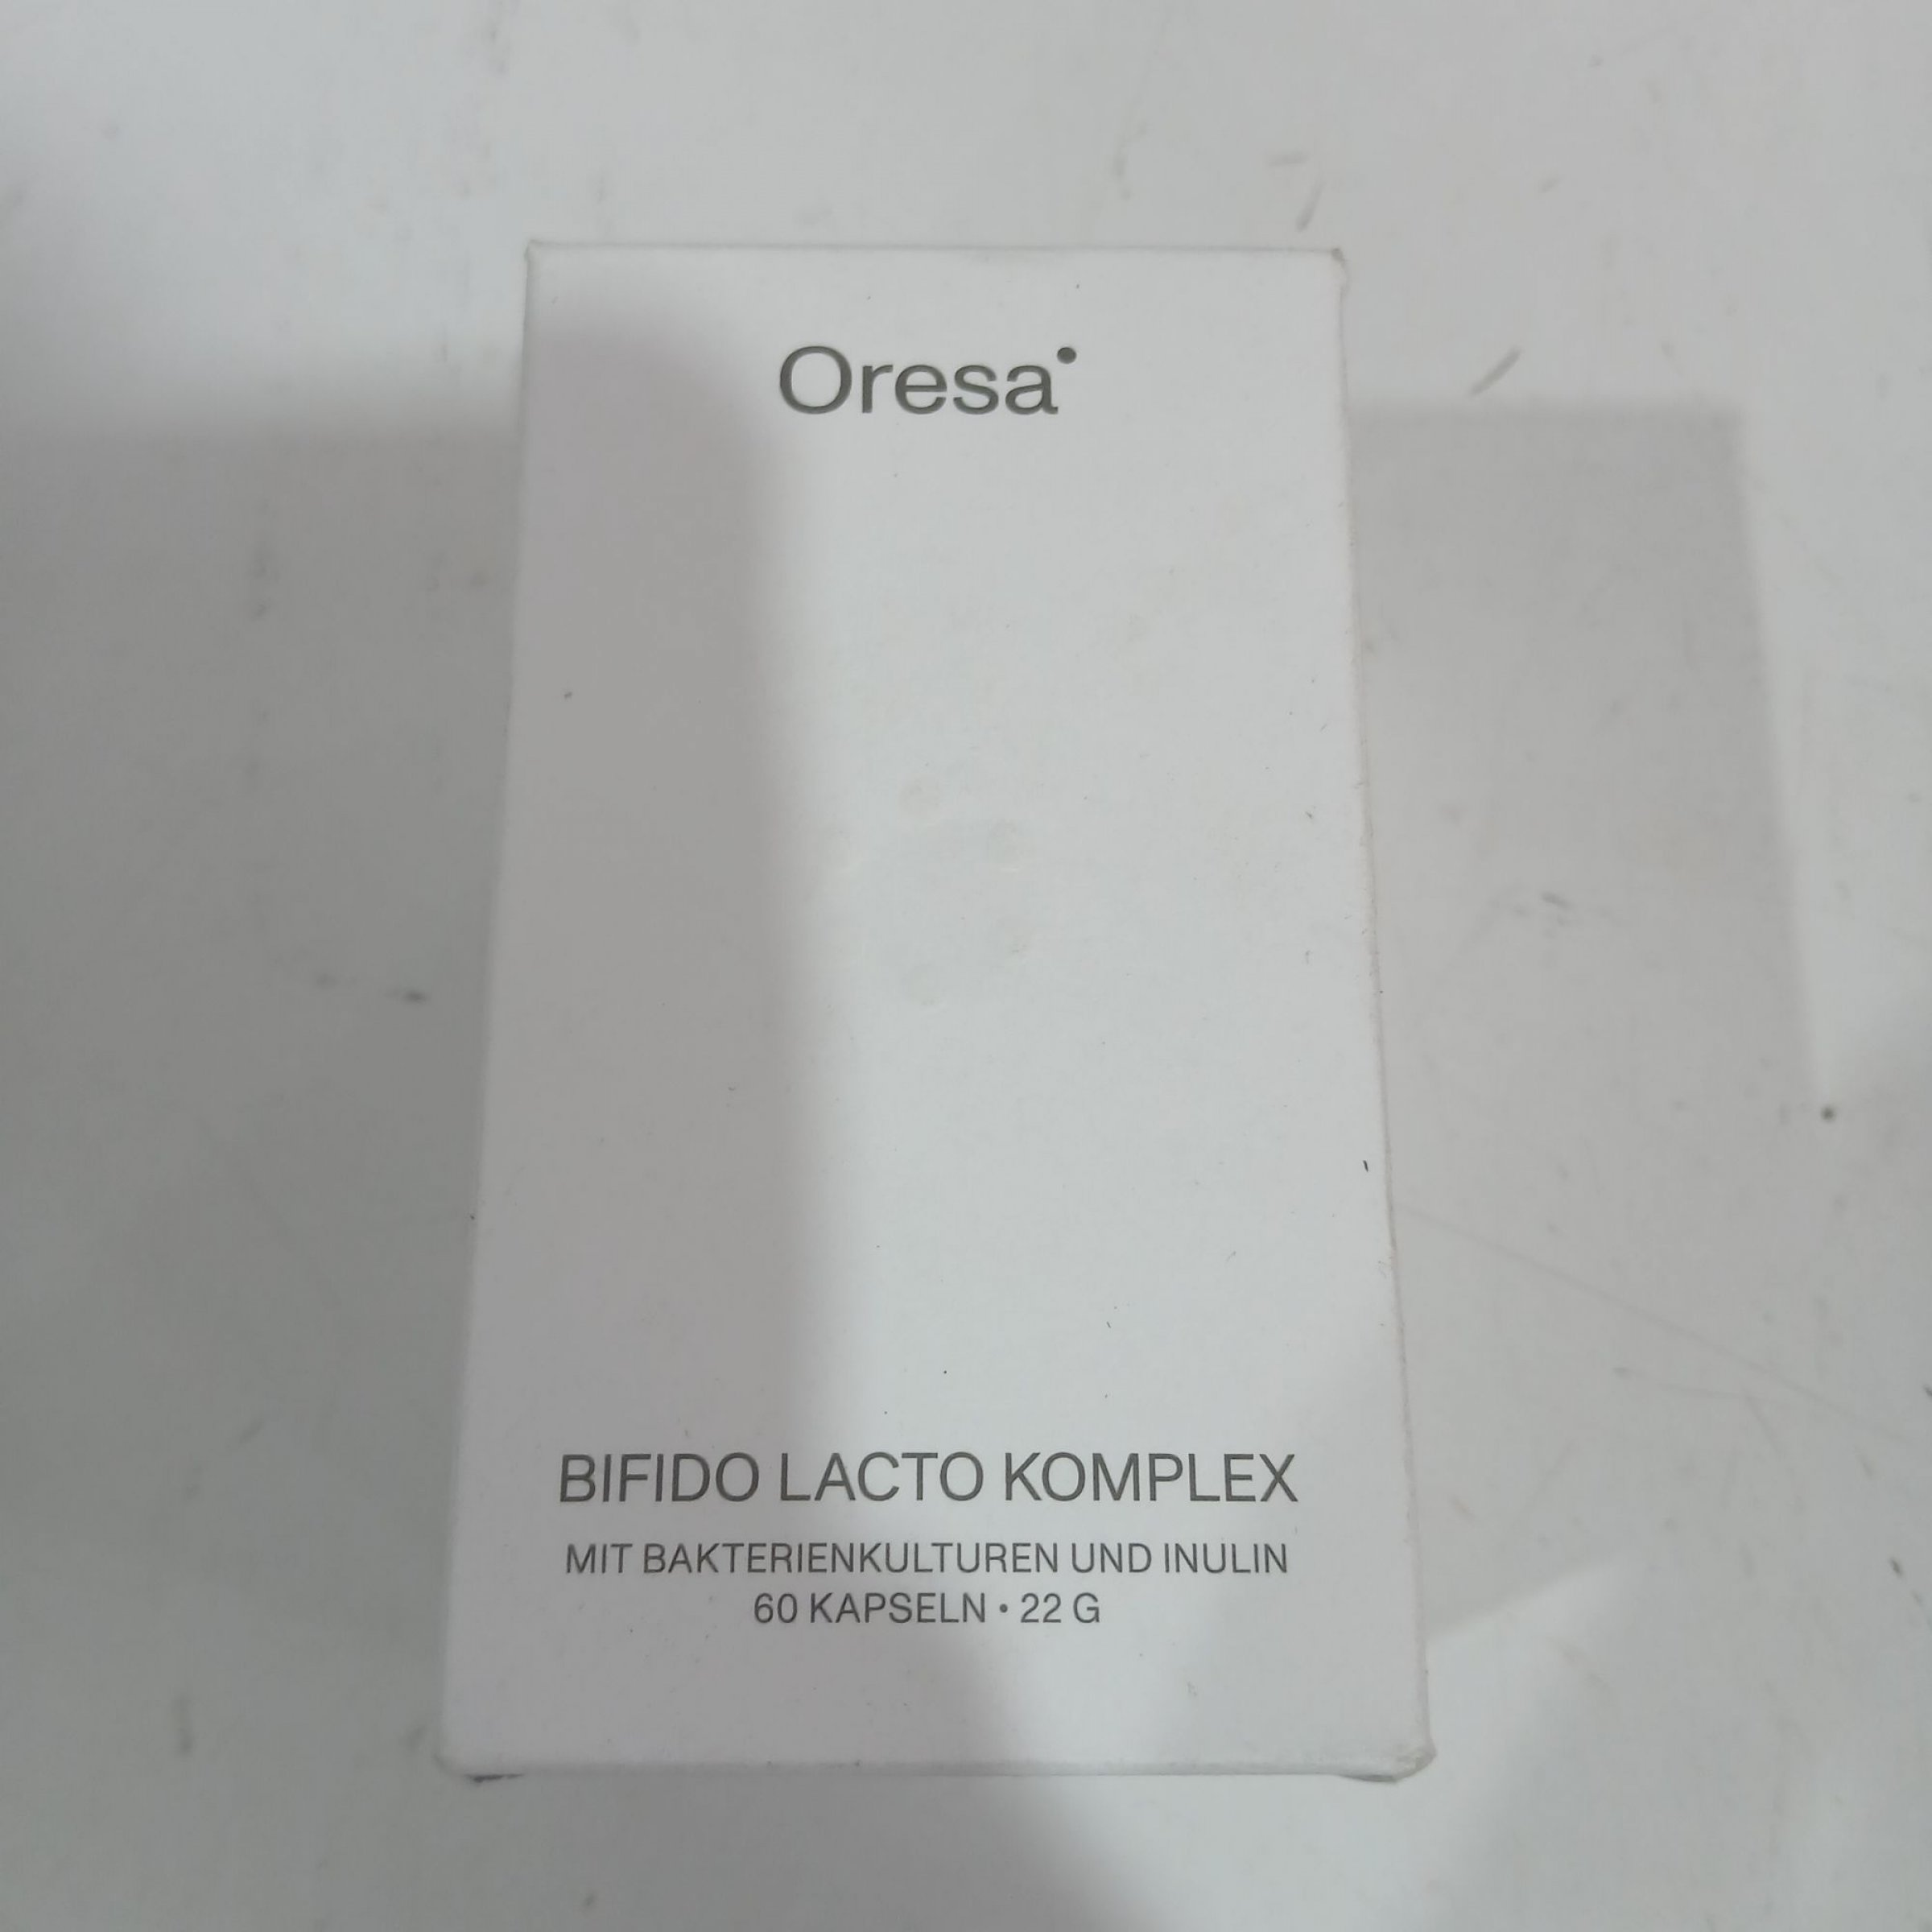 Oresa
BIFIDO LACTO KOMPLEX
MIT BAKTERIENKULTUREN UND INULIN
60 KAPSELN • 22 G